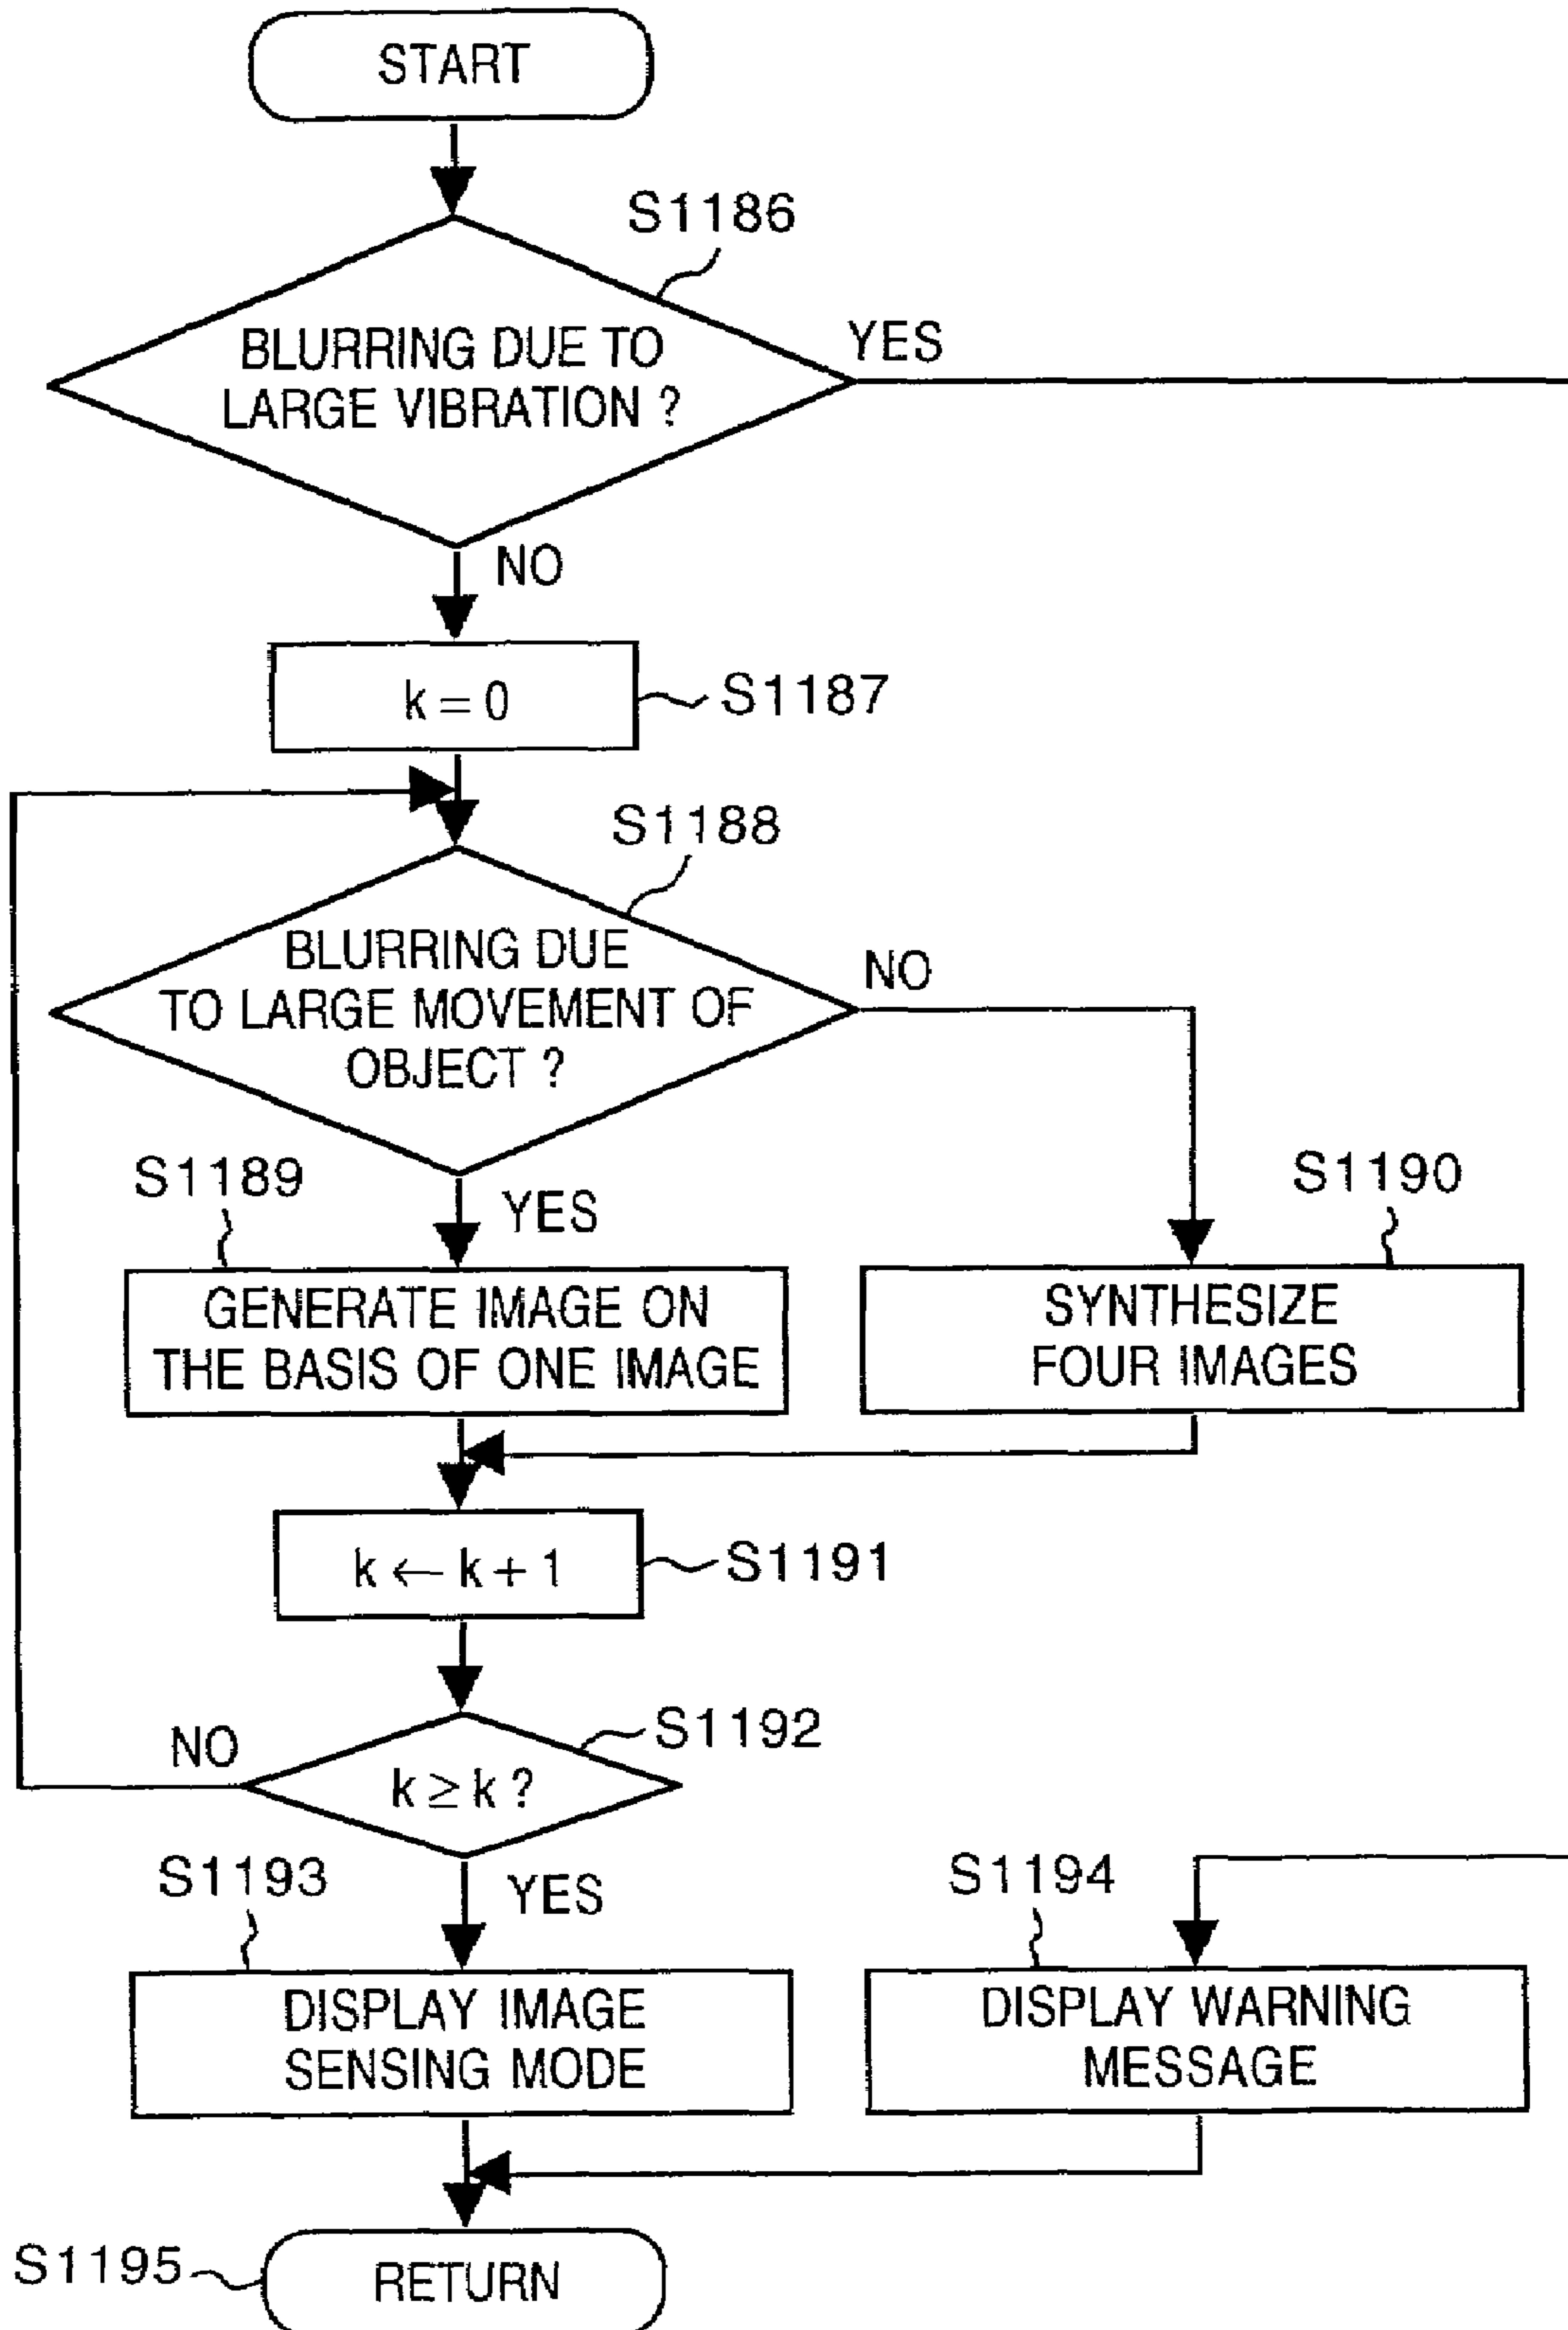 START
S1186
BLURRING DUE TO
LARGE VIBRATION ?
YES
NO
k = 0
S1187
S1188
BLURRING DUE
TO LARGE MOVEMENT OF
OBJECT ?
NO
S1189
YES
S1190
GENERATE IMAGE ON
THE BASIS OF ONE IMAGE
SYNTHESIZE
FOUR IMAGES
k ← k + 1
S1191
NO
S1192
k ≥ k ?
S1193
YES
S1194
DISPLAY IMAGE
SENSING MODE
DISPLAY WARNING
MESSAGE
S1195
RETURN